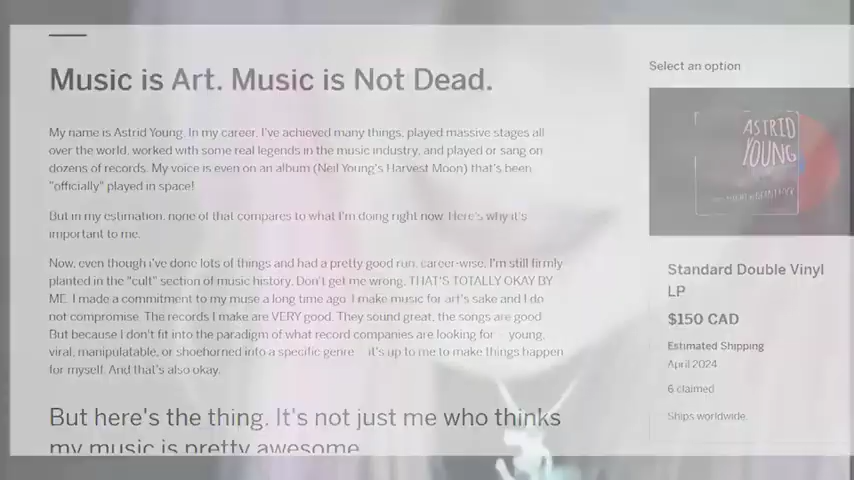 Music is Art. Music is Not Dead.
My name is Astrid Young. In my career, I've achieved many things, played massive stages all
over the world, worked with some real legends in the music industry, and played or sang on
dozens of records. My voice is even on an album (Neil Young's Harvest Moon) that's been
"officially" played in space!
But in my estimation, none of that compares to what I'm doing right now. Here's why it's
important to me.
Now, even though i've done lots of things and had a pretty good run, career-wise, I'm still firmly
planted in the "cult" section of music history. Don't get me wrong, THAT'S TOTALLY OKAY BY
ME. I made a commitment to my muse a long time ago. I make music for art's sake and I do
not compromise. The records I make are VERY good. They sound great, the songs are good.
But because I don't fit into the paradigm of what record companies are looking for - young,
viral, manipulatable, or shoehorned into a specific genre - it's up to me to make things happen
for myself. And that's also okay.
But here's the thing. It's not just me who thinks
my music is pretty awesome
Select an option
ASTRID
YOUNG
Standard Double Vinyl
LP
$150 CAD
Estimated Shipping
April 2024
6 claimed
Ships worldwide